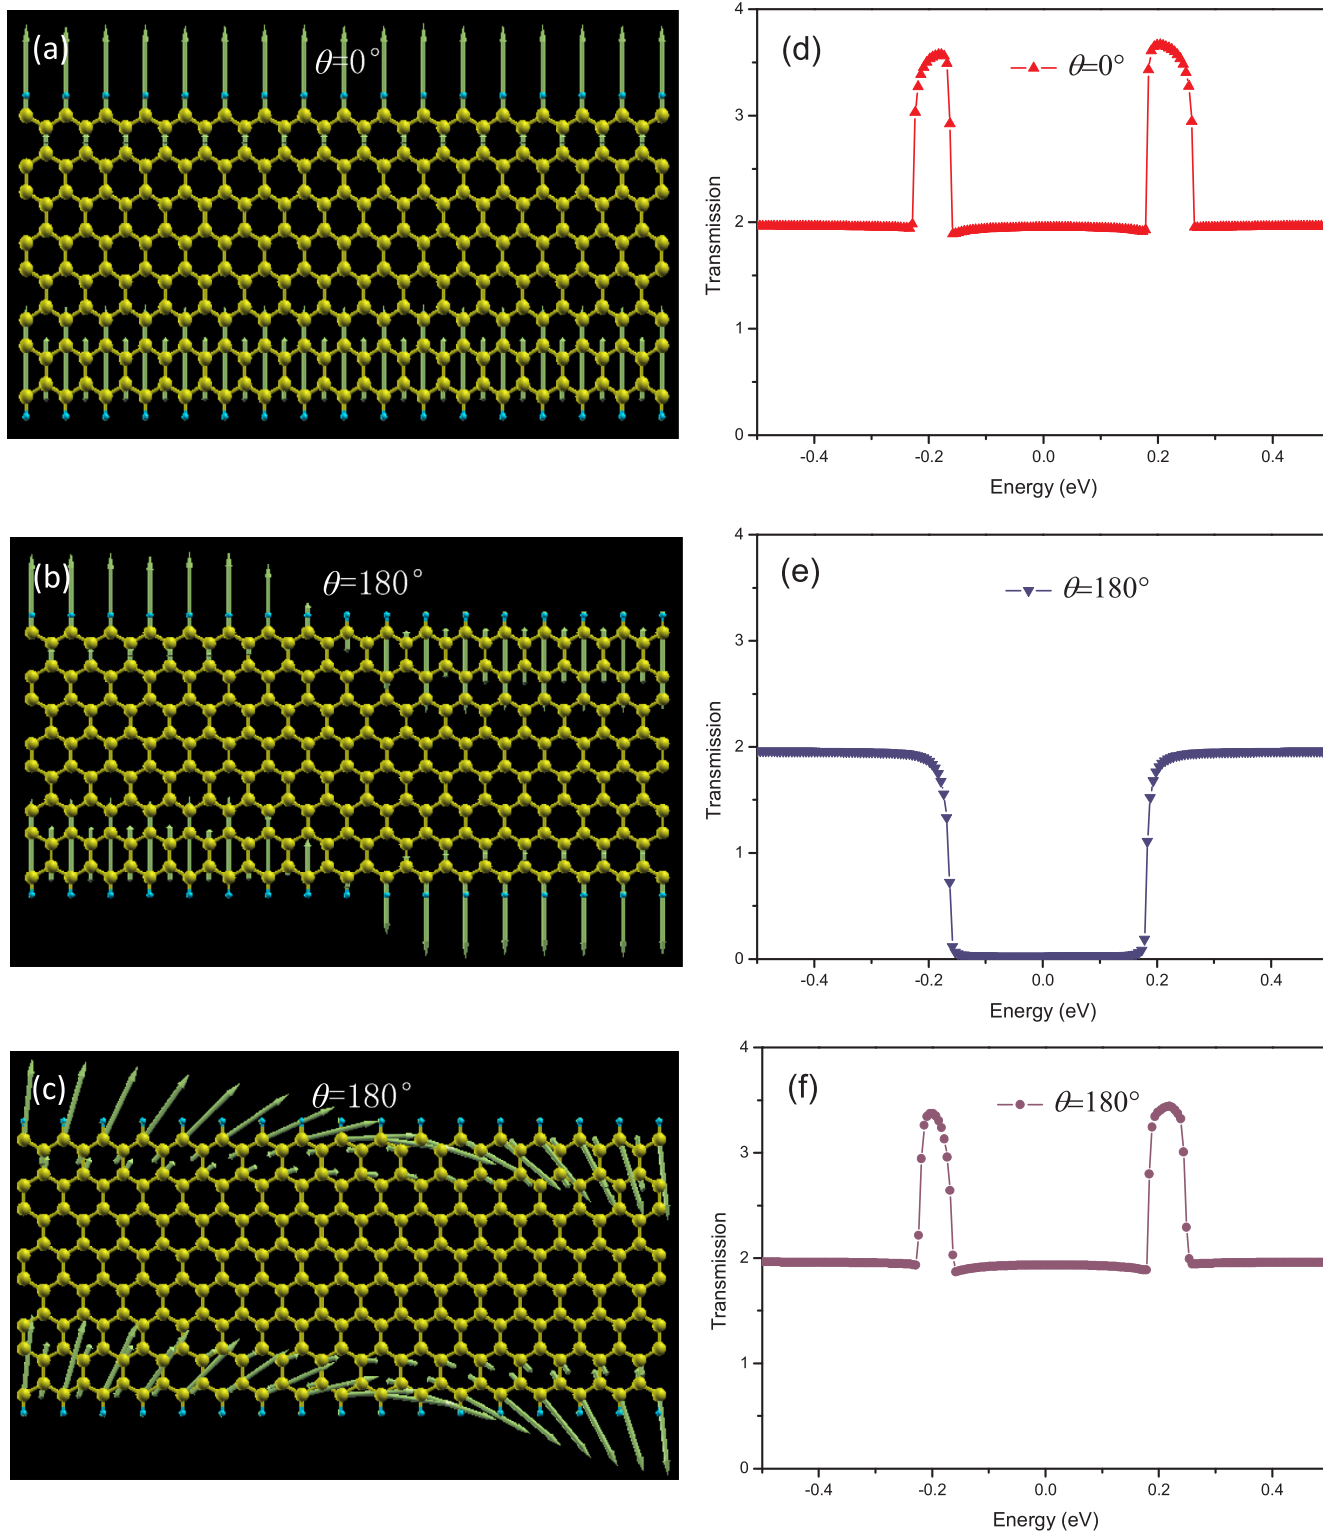 (a)
θ=0°
(d)
θ=0°
4
3
2
1
0
Transmission
-0.4
-0.2
0.0
0.2
0.4
Energy (eV)
(b)
θ=180°
(e)
θ=180°
4
3
2
1
0
Transmission
-0.4
-0.2
0.0
0.2
0.4
Energy (eV)
(c)
θ=180°
(f)
θ=180°
4
3
2
1
0
Transmission
-0.4
-0.2
0.0
0.2
0.4
Energy (eV)